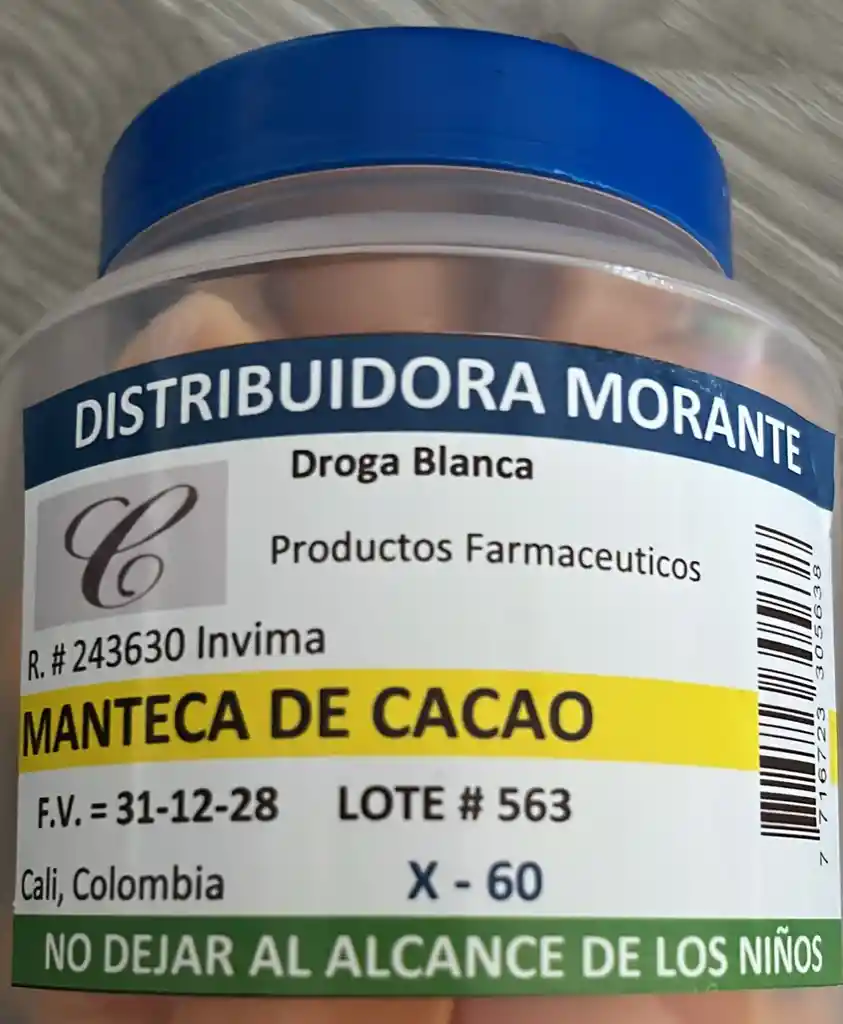 DISTRIBUIDORA MORANTE
Droga Blanca
C
Productos Farmaceuticos
R. # 243630 Invima
MANTECA DE CACAO
F.V. = 31-12-28 LOTE # 563
Cali, Colombia X - 60
NO DEJAR AL ALCANCE DE LOS NIÑOS
7 716723 305638